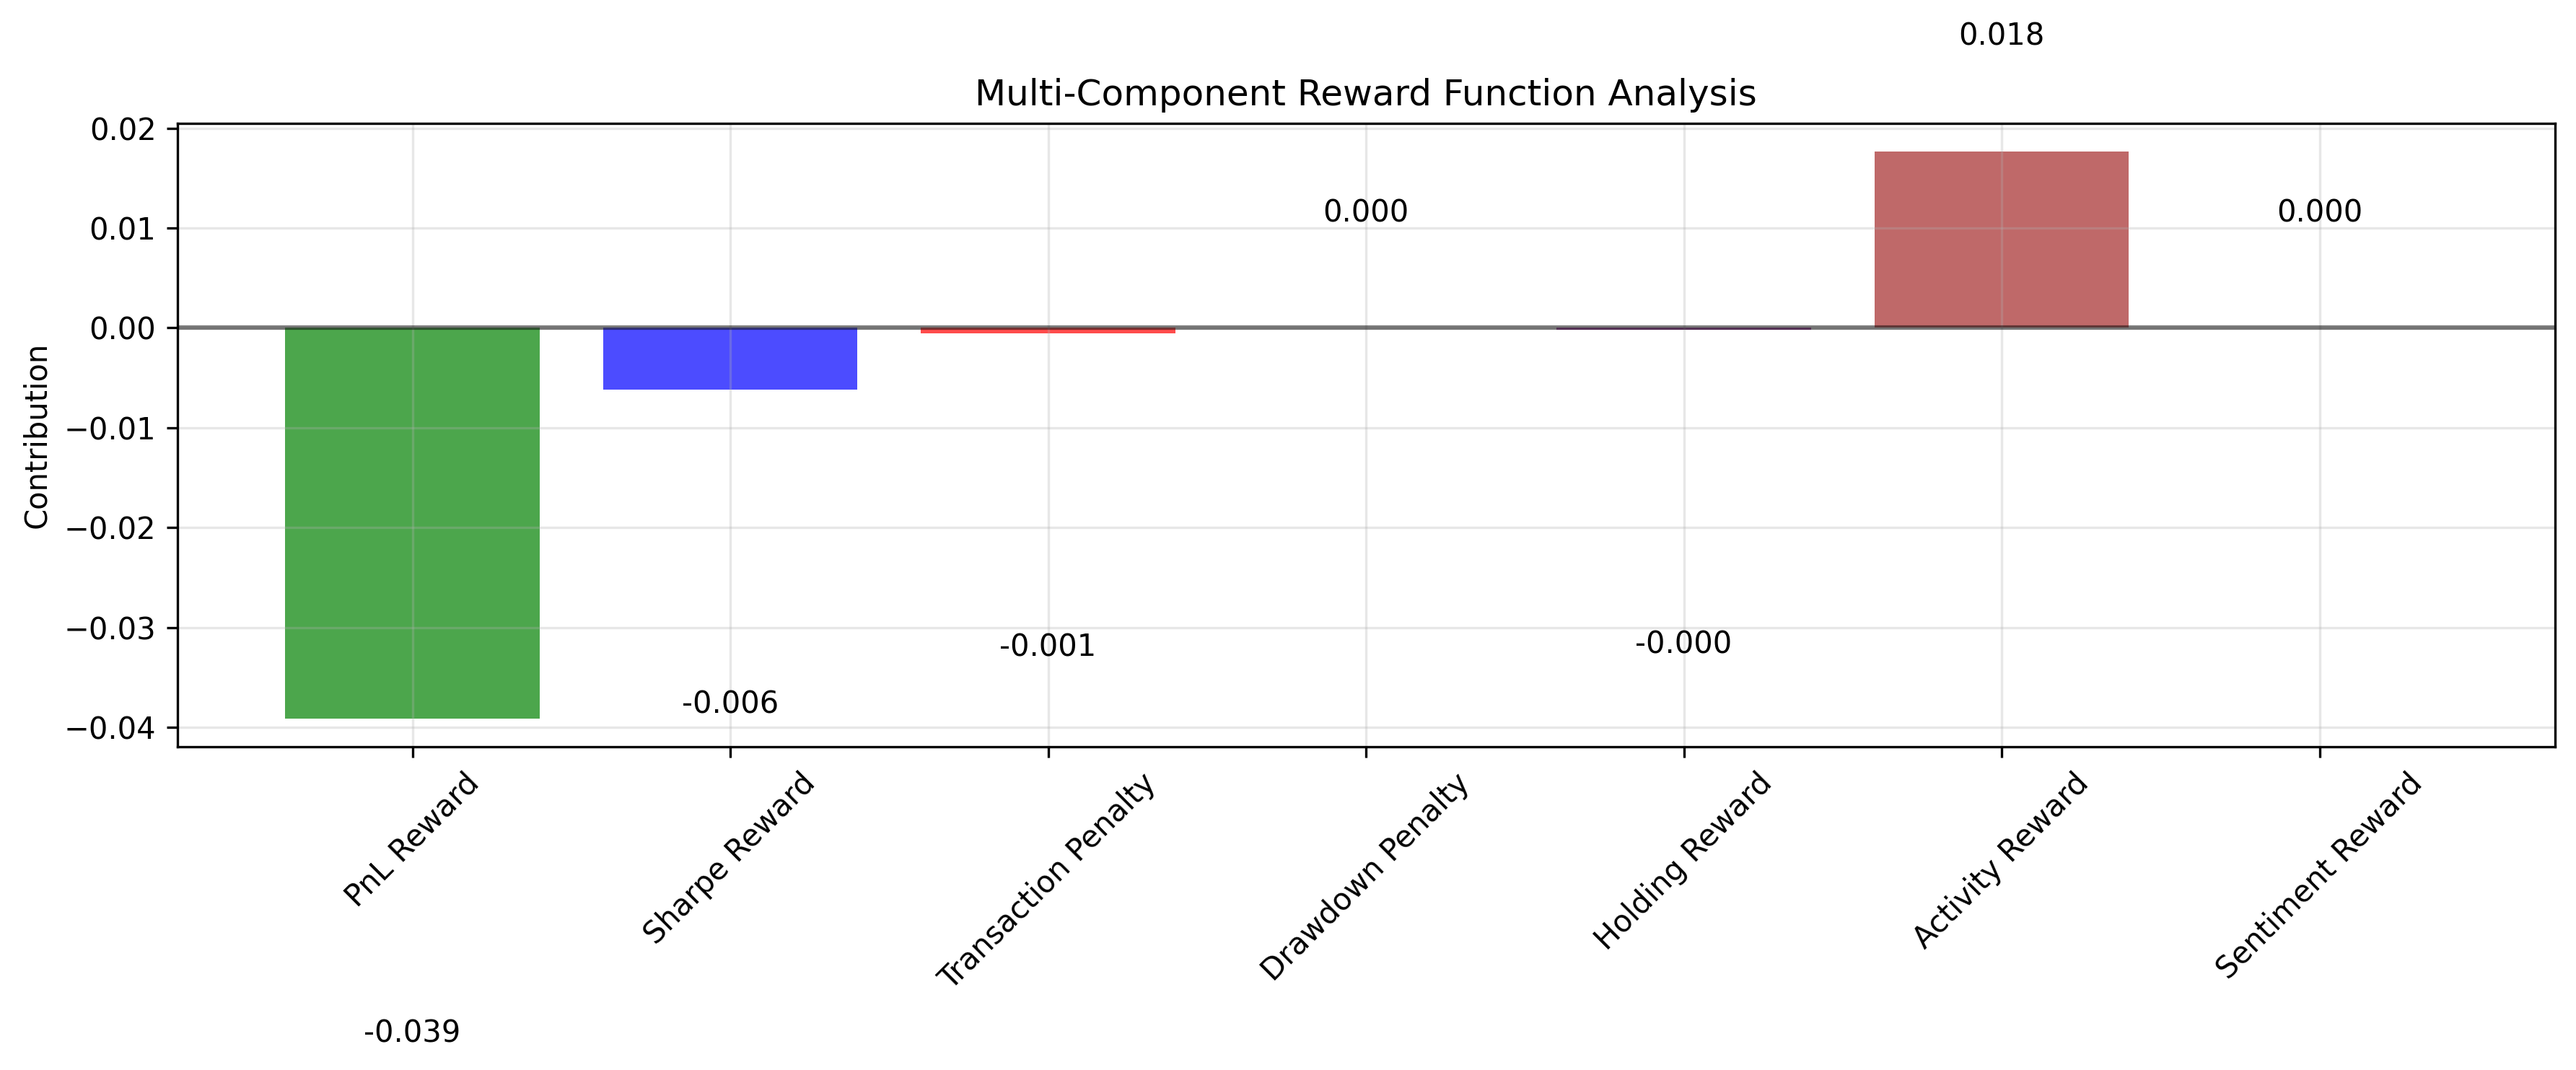 0.018
Multi-Component Reward Function Analysis
0.02
0.01
0.00
−0.01
−0.02
−0.03
−0.04
Contribution
0.000
0.000
-0.001
-0.000
-0.006
PnL Reward
Sharpe Reward
Transaction Penalty
Drawdown Penalty
Holding Reward
Activity Reward
Sentiment Reward
-0.039